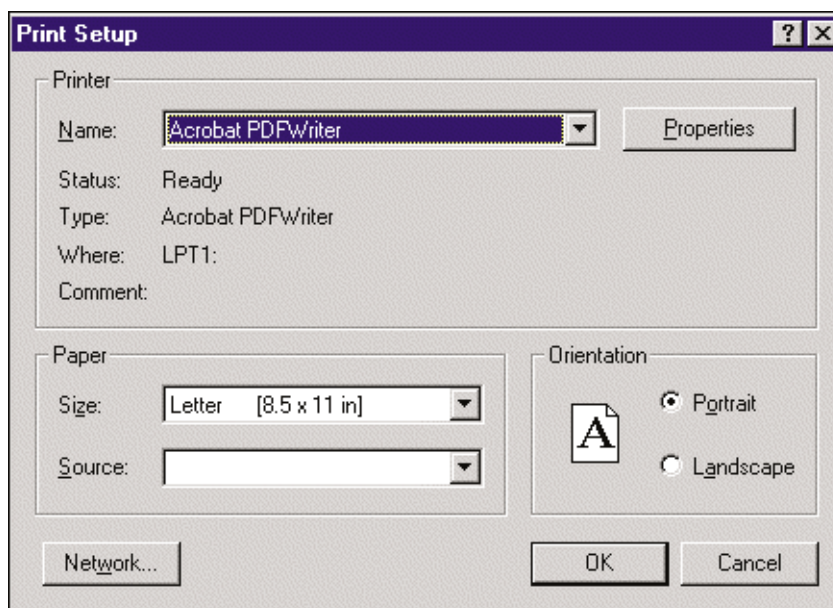 Print Setup
Printer
Name: Acrobat PDFWriter Properties
Status: Ready
Type: Acrobat PDFWriter
Where: LPT1:
Comment:
Paper
Size: Letter [8.5 x 11 in]
Source:
Orientation
A
Portrait
Landscape
Network... OK Cancel